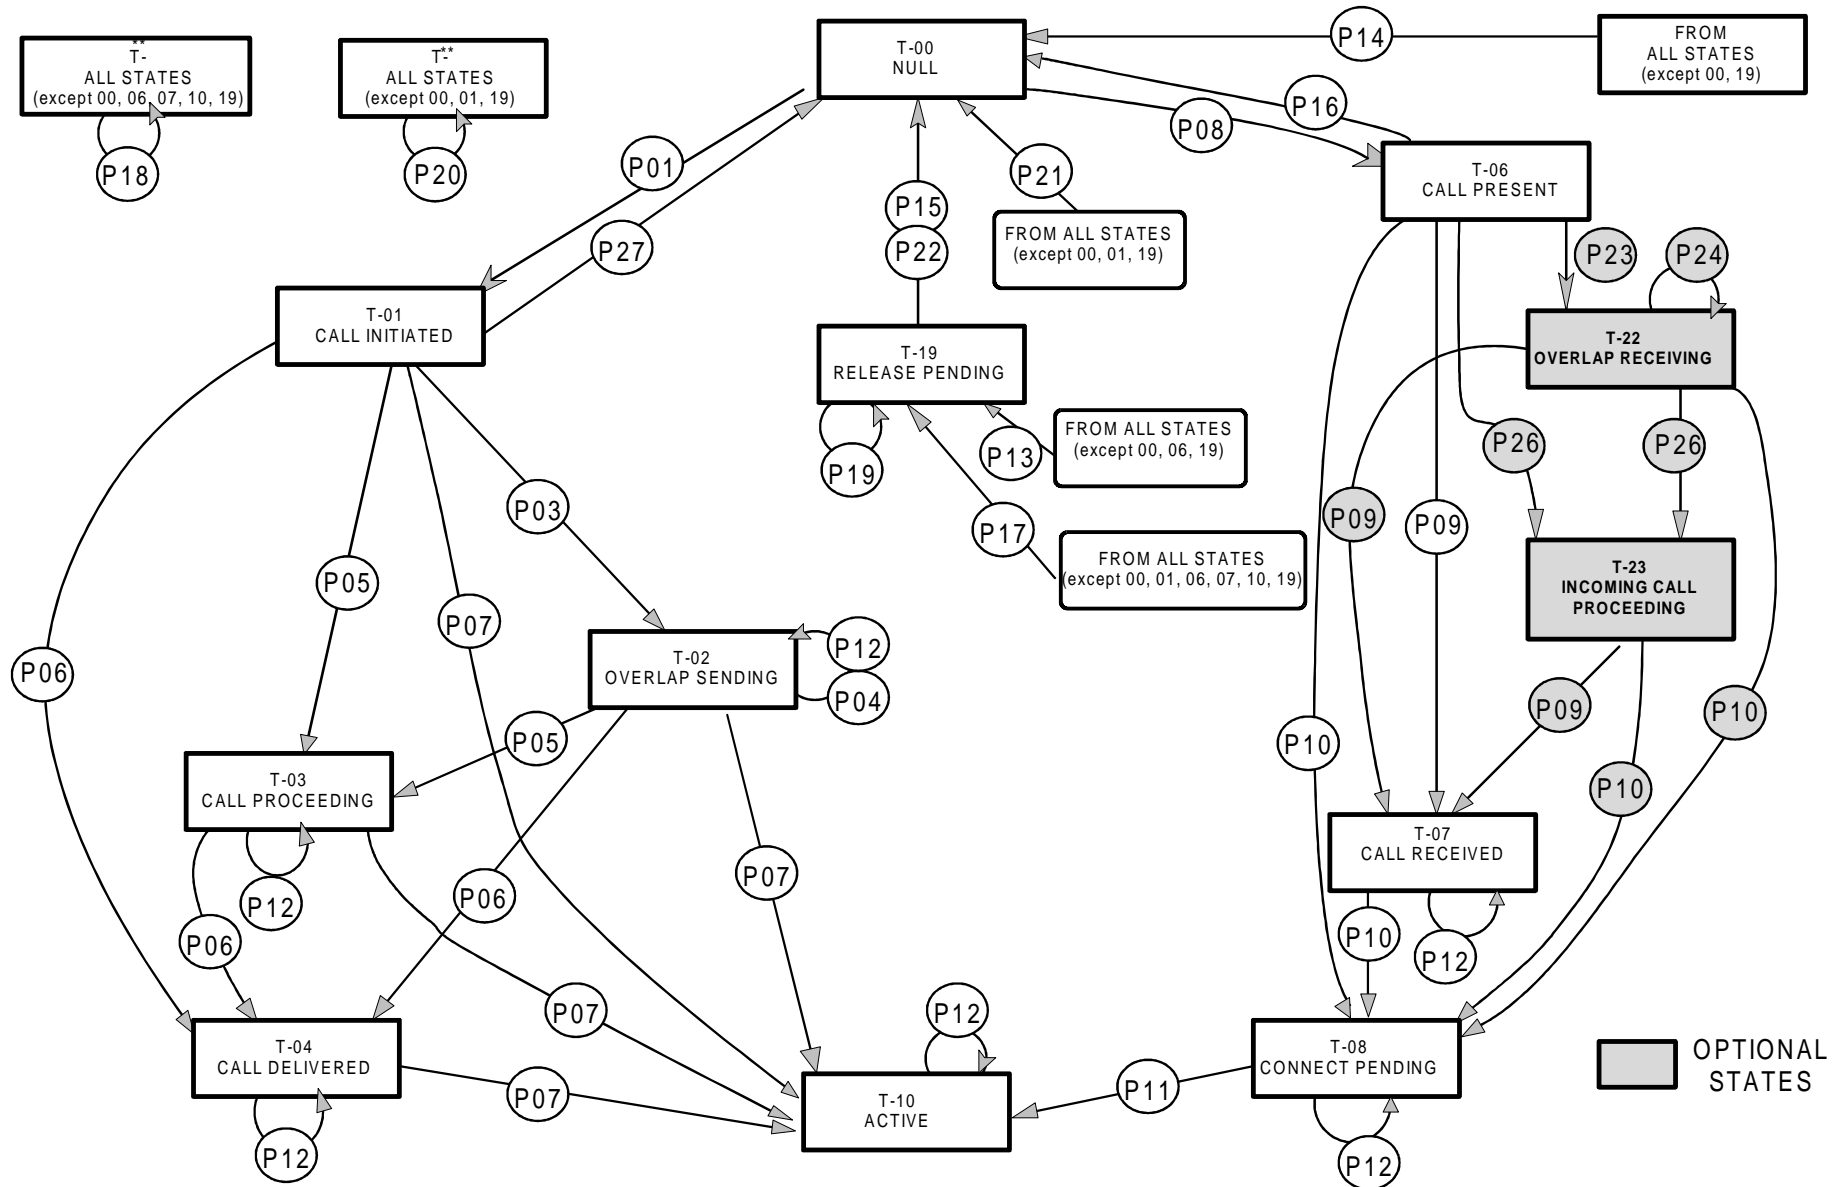 **
T-
ALL STATES
(except 00, 06, 07, 10, 19)
P18
T-**
ALL STATES
(except 00, 01, 19)
P20
T-00
NULL
P14
FROM
ALL STATES
(except 00, 19)
P16
P08
P01
P27
P15
P22
P21
FROM ALL STATES
(except 00, 01, 19)
T-06
CALL PRESENT
P23
P24
T-01
CALL INITIATED
T-19
RELEASE PENDING
T-22
OVERLAP RECEIVING
P19
P13
FROM ALL STATES
(except 00, 06, 19)
P26
P26
P03
P17
P09
P09
FROM ALL STATES
(except 00, 01, 06, 07, 10, 19)
T-23
INCOMING CALL
PROCEEDING
P05
P07
P06
T-02
OVERLAP SENDING
P12
P04
P05
P10
P09
P10
P10
T-03
CALL PROCEEDING
T-07
CALL RECEIVED
P12
P06
P06
P07
P10
P12
P07
P12
T-04
CALL DELIVERED
P07
P12
T-10
ACTIVE
P11
T-08
CONNECT PENDING
P12
OPTIONAL
STATES